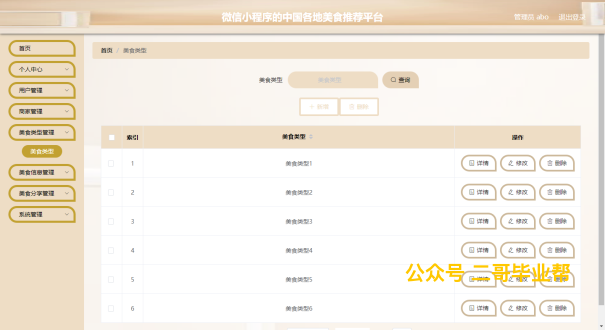 微信小程序的中国各地美食推荐平台
管理员 abo 退出登录
首页
个人中心
用户管理
商家管理
美食类型管理
美食类型
美食信息管理
美食分享管理
系统管理
首页 / 美食类型
美食类型 美食类型 查询
新增 删除
索引 美食类型 操作
1 美食类型1 详情 修改 删除
2 美食类型2 详情 修改 删除
3 美食类型3 详情 修改 删除
4 美食类型4 详情 修改 删除
5 美食类型5 详情 修改 删除
6 美食类型6 详情 修改 删除
公众号 二哥毕业帮